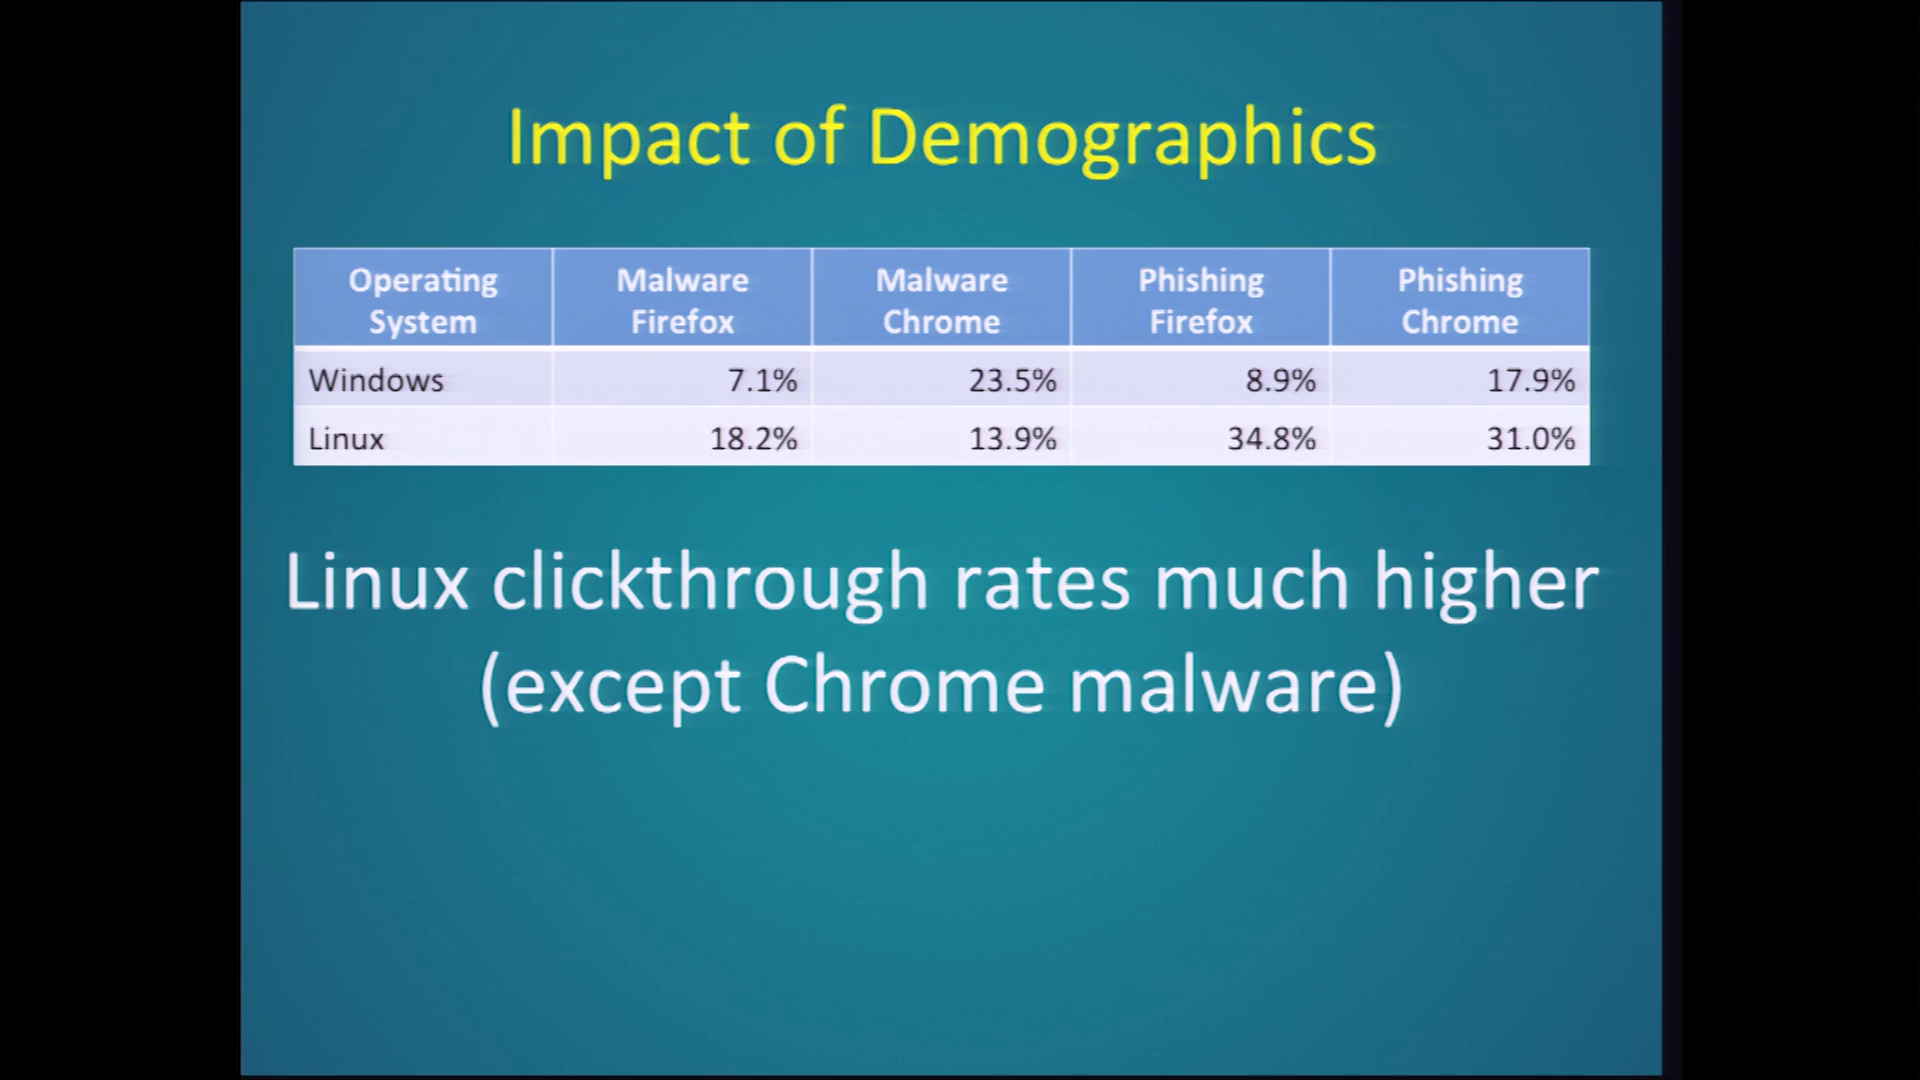 Impact of Demographics
Operating System Malware Firefox Malware Chrome Phishing Firefox Phishing Chrome
Windows 7.1% 23.5% 8.9% 17.9%
Linux 18.2% 13.9% 34.8% 31.0%
Linux clickthrough rates much higher
(except Chrome malware)